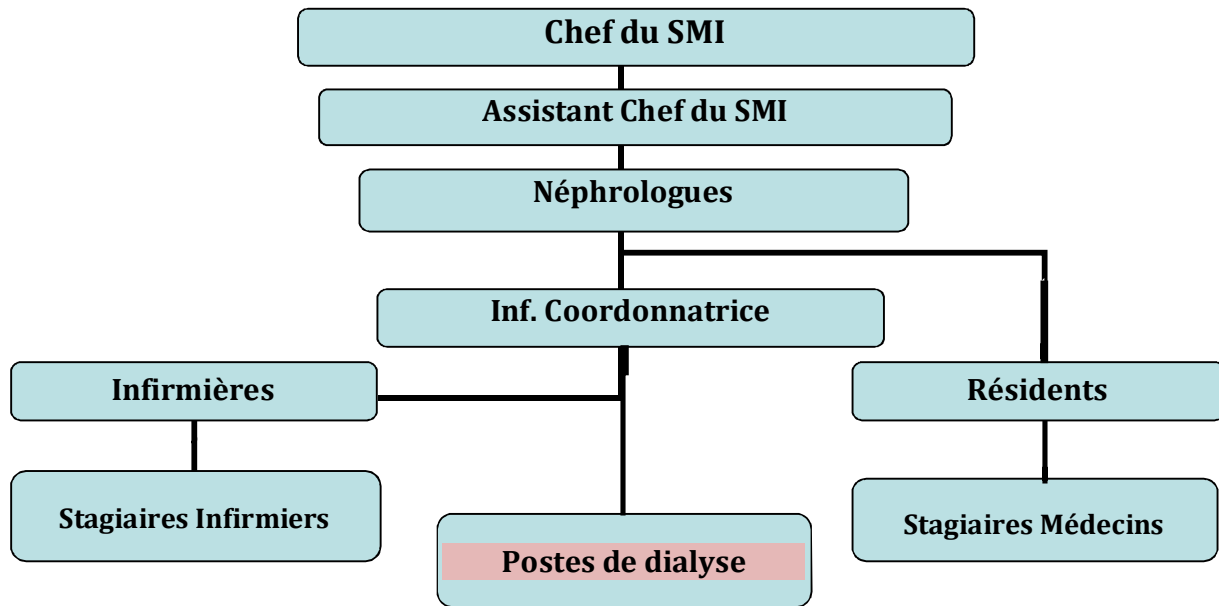 Chef du SMI
Assistant Chef du SMI
Néphrologues
Inf. Coordonnatrice
Infirmières
Résidents
Stagiaires Infirmiers
Stagiaires Médecins
Postes de dialyse